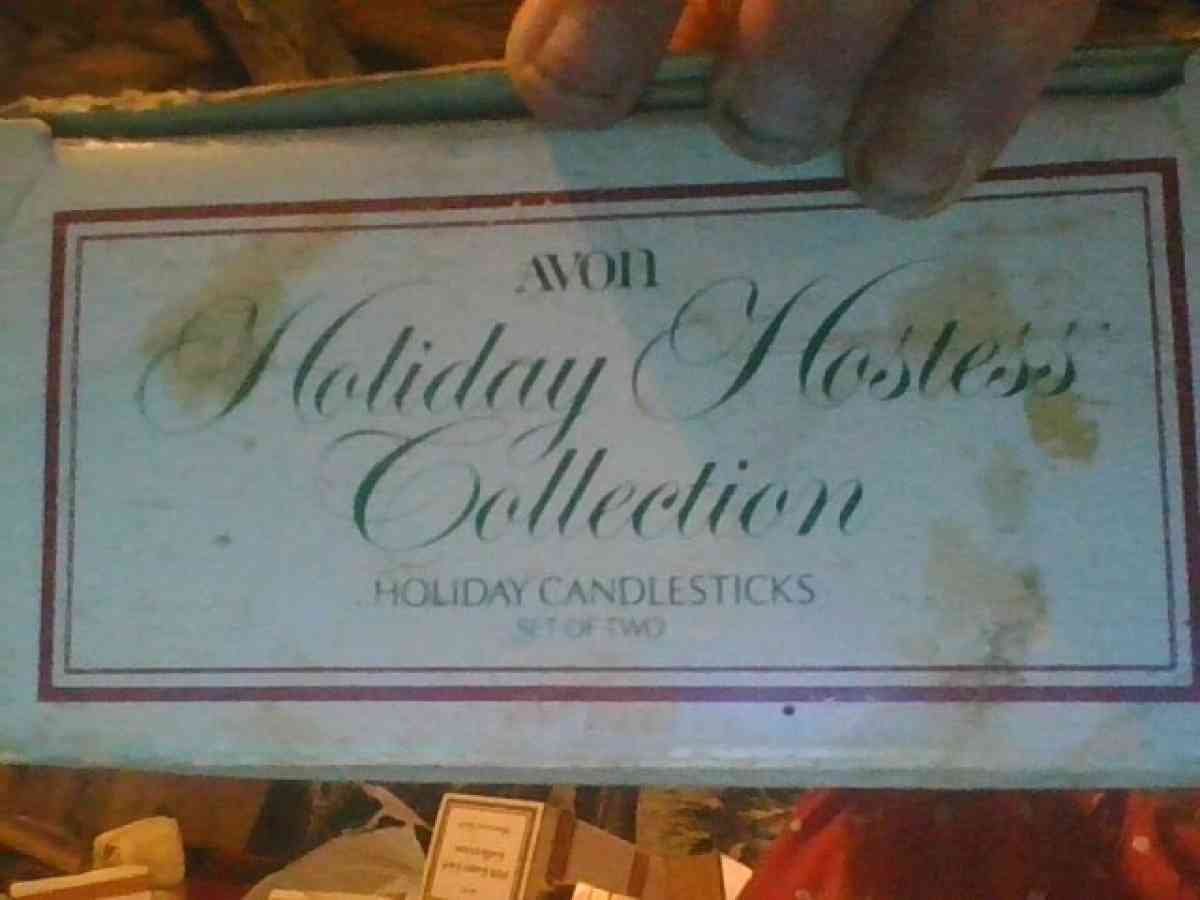 AVON
Holiday Hostess
Collection
HOLIDAY CANDLESTICKS
SET OF TWO